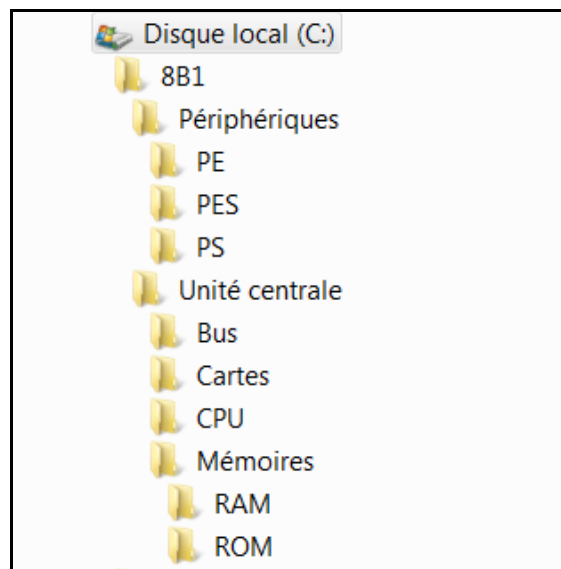 Disque local (C:)
8B1
Périphériques
PE
PES
PS
Unité centrale
Bus
Cartes
CPU
Mémoires
RAM
ROM